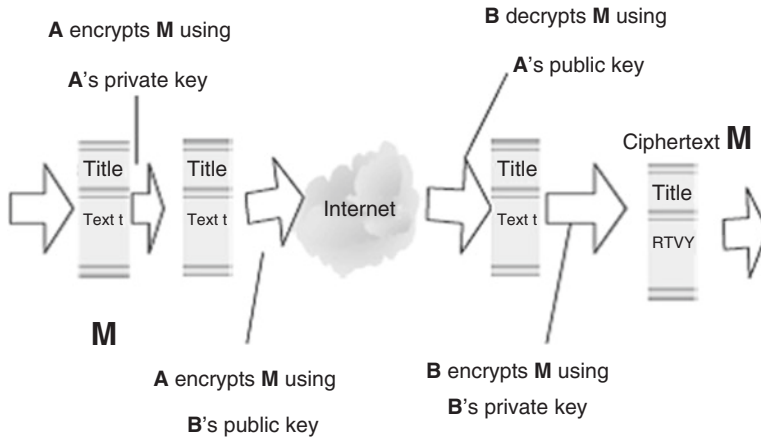 A encrypts M using
A's private key
B decrypts M using
A's public key
Ciphertext M
Title
Text t
Title
Text t
Internet
Title
Text t
Title
RTVY
M
A encrypts M using
B's public key
B encrypts M using
B's private key